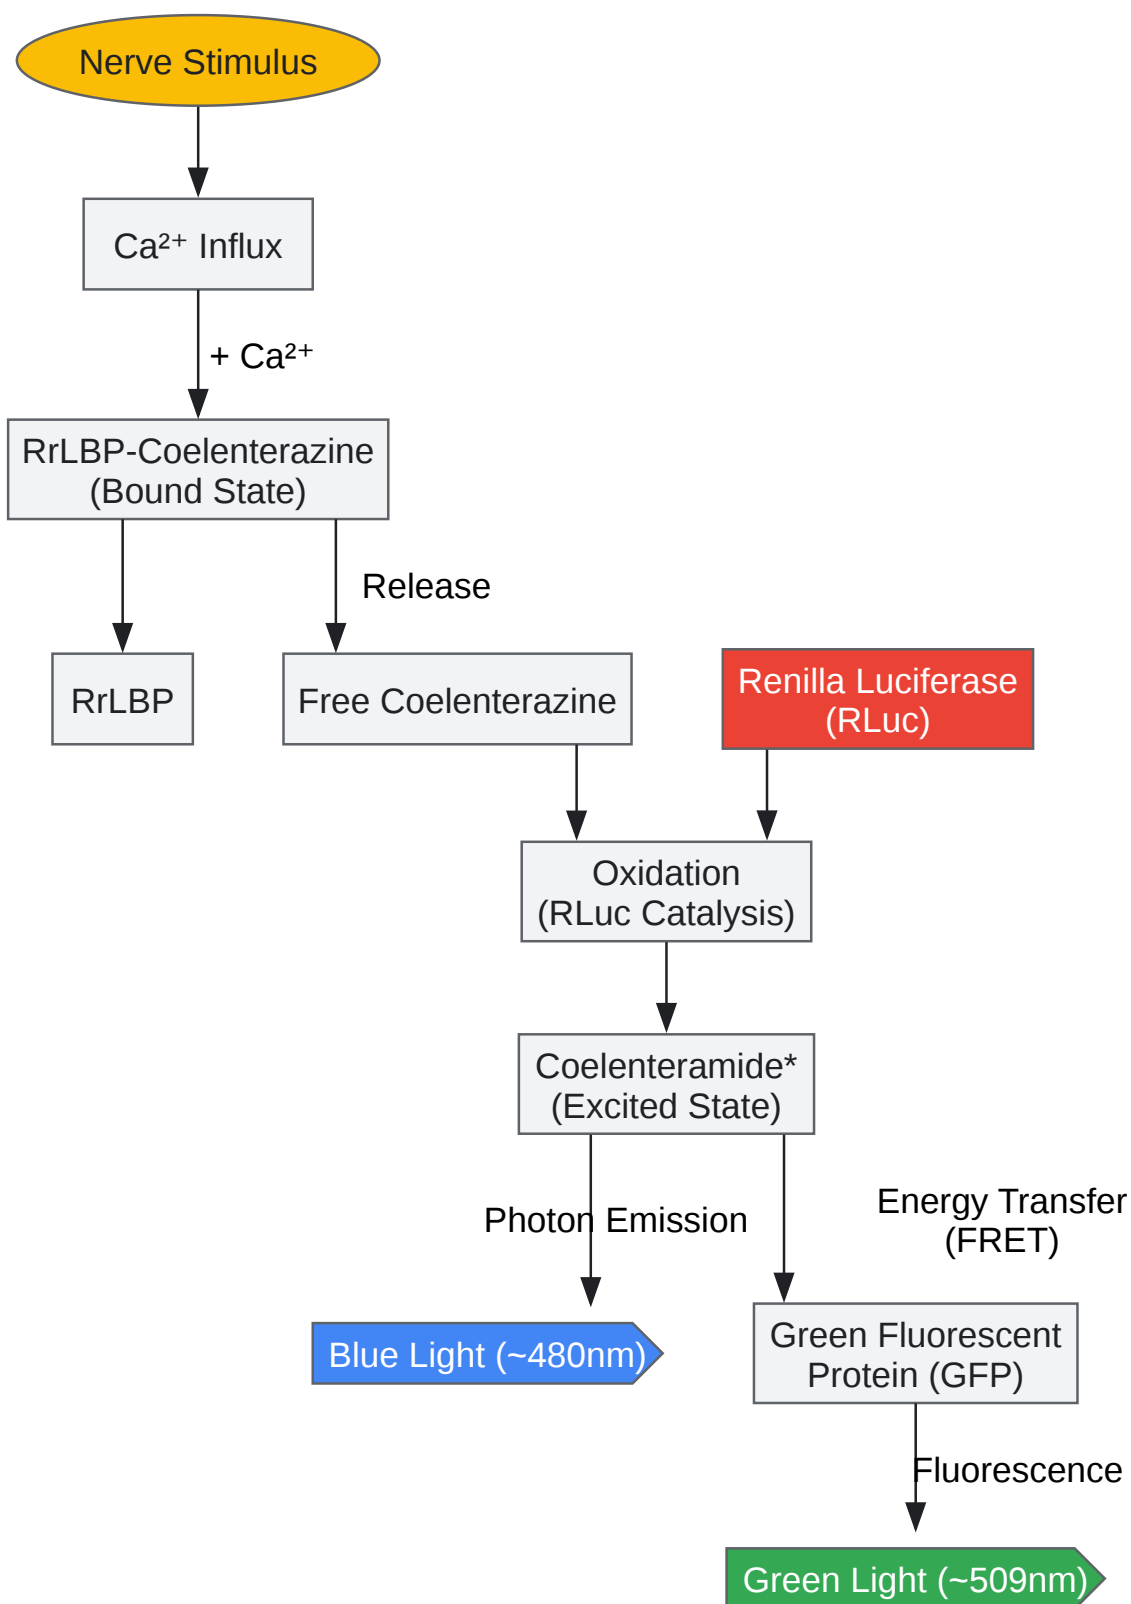 Nerve Stimulus
Ca²⁺ Influx
+ Ca²⁺
RrLBP-Coelenterazine
(Bound State)
Release
RrLBP
Free Coelenterazine
Renilla Luciferase
(RLuc)
Oxidation
(RLuc Catalysis)
Coelenteramide*
(Excited State)
Photon Emission
Energy Transfer
(FRET)
Blue Light (~480nm)
Green Fluorescent
Protein (GFP)
Fluorescence
Green Light (~509nm)